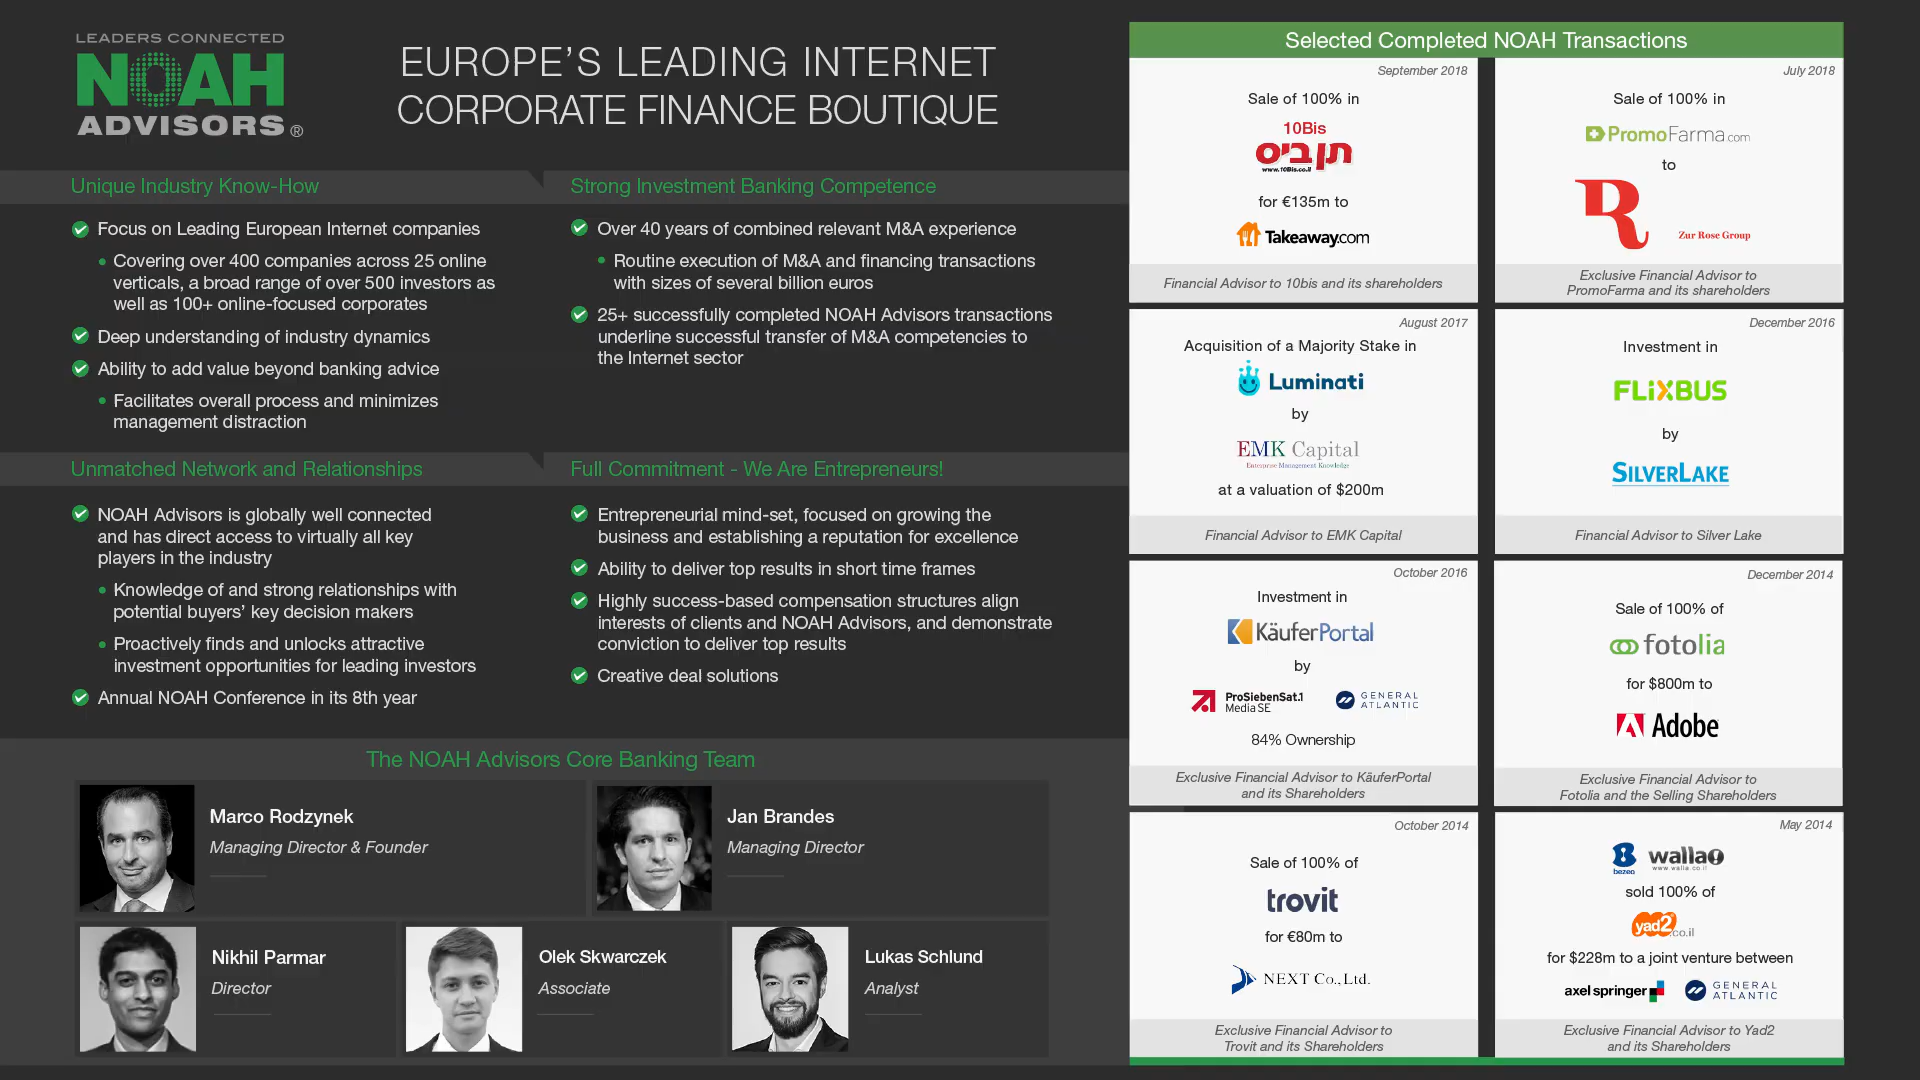 LEADERS CONNECTED
NOAH
ADVISORS ®
EUROPE’S LEADING INTERNET
CORPORATE FINANCE BOUTIQUE
Unique Industry Know-How
Focus on Leading European Internet companies
Covering over 400 companies across 25 online
verticals, a broad range of over 500 investors as
well as 100+ online-focused corporates
Deep understanding of industry dynamics
Ability to add value beyond banking advice
Facilitates overall process and minimizes
management distraction
Strong Investment Banking Competence
Over 40 years of combined relevant M&A experience
Routine execution of M&A and financing transactions
with sizes of several billion euros
25+ successfully completed NOAH Advisors transactions
underline successful transfer of M&A competencies to
the Internet sector
Unmatched Network and Relationships
NOAH Advisors is globally well connected
and has direct access to virtually all key
players in the industry
Knowledge of and strong relationships with
potential buyers’ key decision makers
Proactively finds and unlocks attractive
investment opportunities for leading investors
Annual NOAH Conference in its 8th year
Full Commitment - We Are Entrepreneurs!
Entrepreneurial mind-set, focused on growing the
business and establishing a reputation for excellence
Ability to deliver top results in short time frames
Highly success-based compensation structures align
interests of clients and NOAH Advisors, and demonstrate
conviction to deliver top results
Creative deal solutions
The NOAH Advisors Core Banking Team
Marco Rodzynek
Managing Director & Founder
Jan Brandes
Managing Director
Nikhil Parmar
Director
Olek Skwarczek
Associate
Lukas Schlund
Analyst
Selected Completed NOAH Transactions
September 2018
Sale of 100% in
10Bis
תן ביס
www.10Bis.co.il
for €135m to
Takeaway.com
Financial Advisor to 10bis and its shareholders
July 2018
Sale of 100% in
PromoFarma.com
to
R
Zur Rose Group
Exclusive Financial Advisor to
PromoFarma and its shareholders
August 2017
Acquisition of a Majority Stake in
Luminati
by
EMK Capital
Enterprise Management Knowledge
at a valuation of $200m
Financial Advisor to EMK Capital
December 2016
Investment in
FLiXBUS
by
SILVERLAKE
Financial Advisor to Silver Lake
October 2016
Investment in
KäuferPortal
by
ProSiebenSat.1
Media SE
GENERAL
ATLANTIC
84% Ownership
Exclusive Financial Advisor to KäuferPortal
and its Shareholders
December 2014
Sale of 100% of
fotolia
for $800m to
Adobe
Exclusive Financial Advisor to
Fotolia and the Selling Shareholders
October 2014
Sale of 100% of
trovit
for €80m to
NEXT Co., Ltd.
Exclusive Financial Advisor to
Trovit and its Shareholders
May 2014
bezeq
walla!
www.walla.co.il
sold 100% of
yad2.co.il
for $228m to a joint venture between
axel springer
GENERAL
ATLANTIC
Exclusive Financial Advisor to Yad2
and its Shareholders